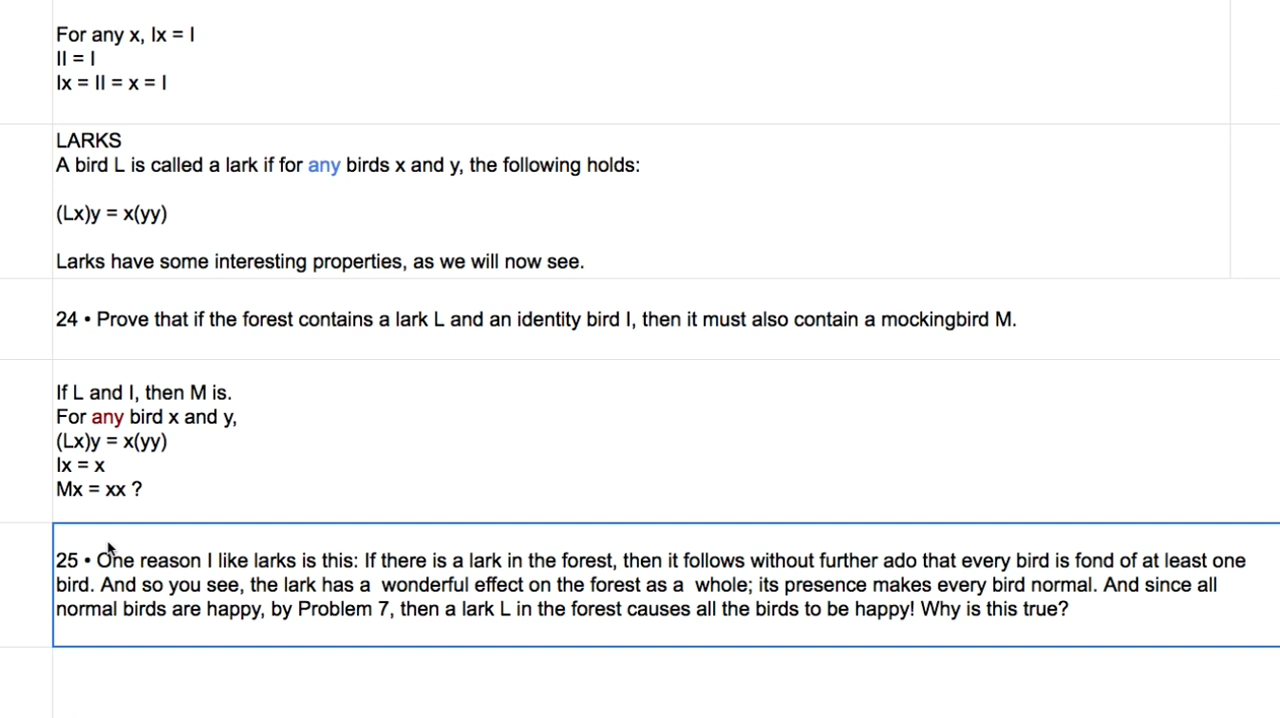 For any x, Ix = I
II = I
Ix = II = x = I
LARKS
A bird L is called a lark if for any birds x and y, the following holds:
(Lx)y = x(yy)
Larks have some interesting properties, as we will now see.
24 • Prove that if the forest contains a lark L and an identity bird I, then it must also contain a mockingbird M.
If L and I, then M is.
For any bird x and y,
(Lx)y = x(yy)
Ix = x
Mx = xx ?
25 • One reason I like larks is this: If there is a lark in the forest, then it follows without further ado that every bird is fond of at least one
bird. And so you see, the lark has a  wonderful effect on the forest as a  whole; its presence makes every bird normal. And since all
normal birds are happy, by Problem 7, then a lark L in the forest causes all the birds to be happy! Why is this true?